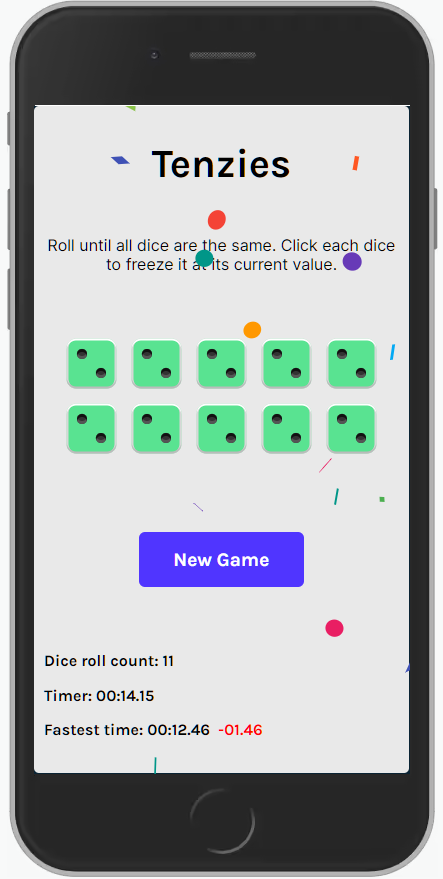 Tenzies
Roll until all dice are the same. Click each dice
to freeze it at its current value.
New Game
Dice roll count: 11
Timer: 00:14.15
Fastest time: 00:12.46 -01.46